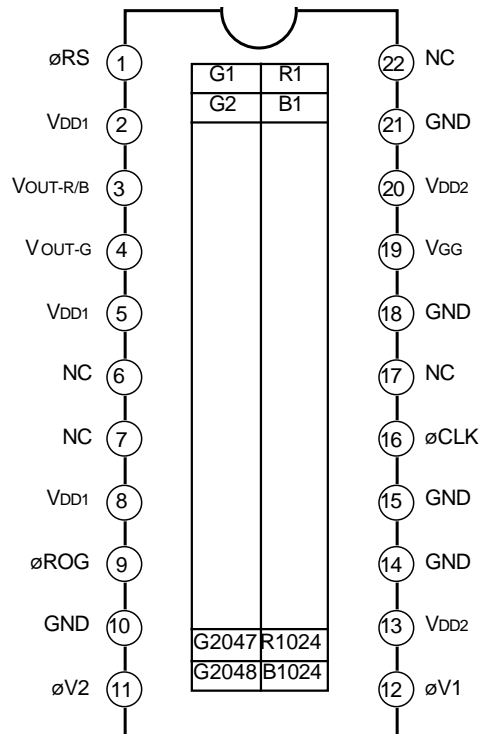 øRS 1 G1 R1 22 NC
VDD1 2 G2 B1 21 GND
VOUT-R/B 3 20 VDD2
VOUT-G 4 19 VGG
VDD1 5 18 GND
NC 6 17 NC
NC 7 16 øCLK
VDD1 8 15 GND
øROG 9 14 GND
GND 10 G2047 R1024 13 VDD2
øV2 11 G2048 B1024 12 øV1